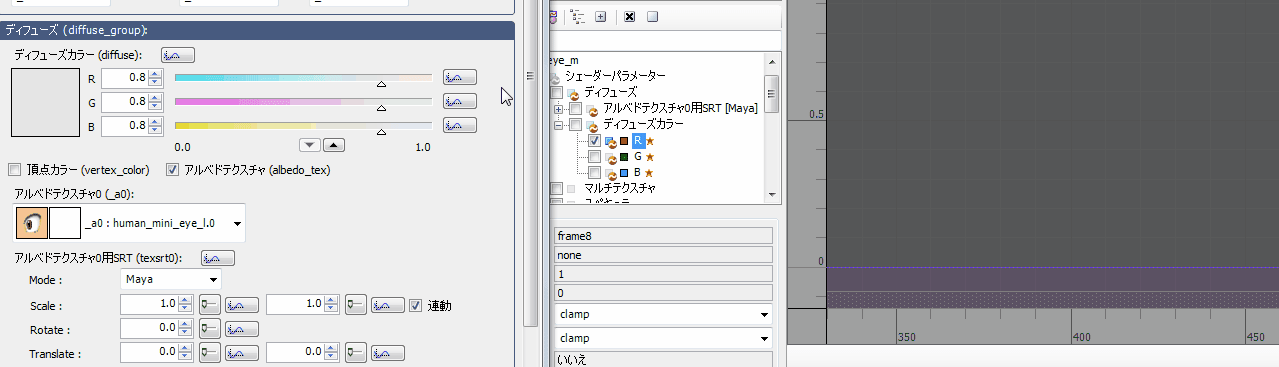 ディフューズ (diffuse_group):
ディフューズカラー (diffuse):
R 0.8
G 0.8
B 0.8
0.0 1.0
頂点カラー (vertex_color) アルベドテクスチャ (albedo_tex)
アルベドテクスチャ0 (_a0)
_a0 : human_mini_eye_l.0
アルベドテクスチャ0用SRT (texsrt0):
Mode : Maya
Scale : 1.0 1.0 連動
Rotate : 0.0
Translate : 0.0 0.0
eye_m
シェーダーパラメーター
ディフューズ
アルベドテクスチャ0用SRT [Maya]
ディフューズカラー
R
G
B
マルチテクスチャ
スペキュラ
frame8
none
1
0
clamp
clamp
いいえ
0.5
0
350 400 450